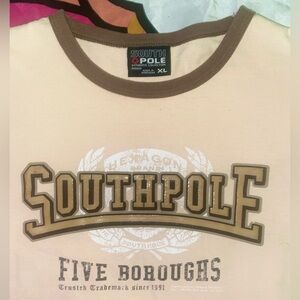 SOUTH
POLE
XL
HEXAGON
BRAND
SOUTHPOLE
FIVE BOROUGHS
Trusted Trademark since 1991